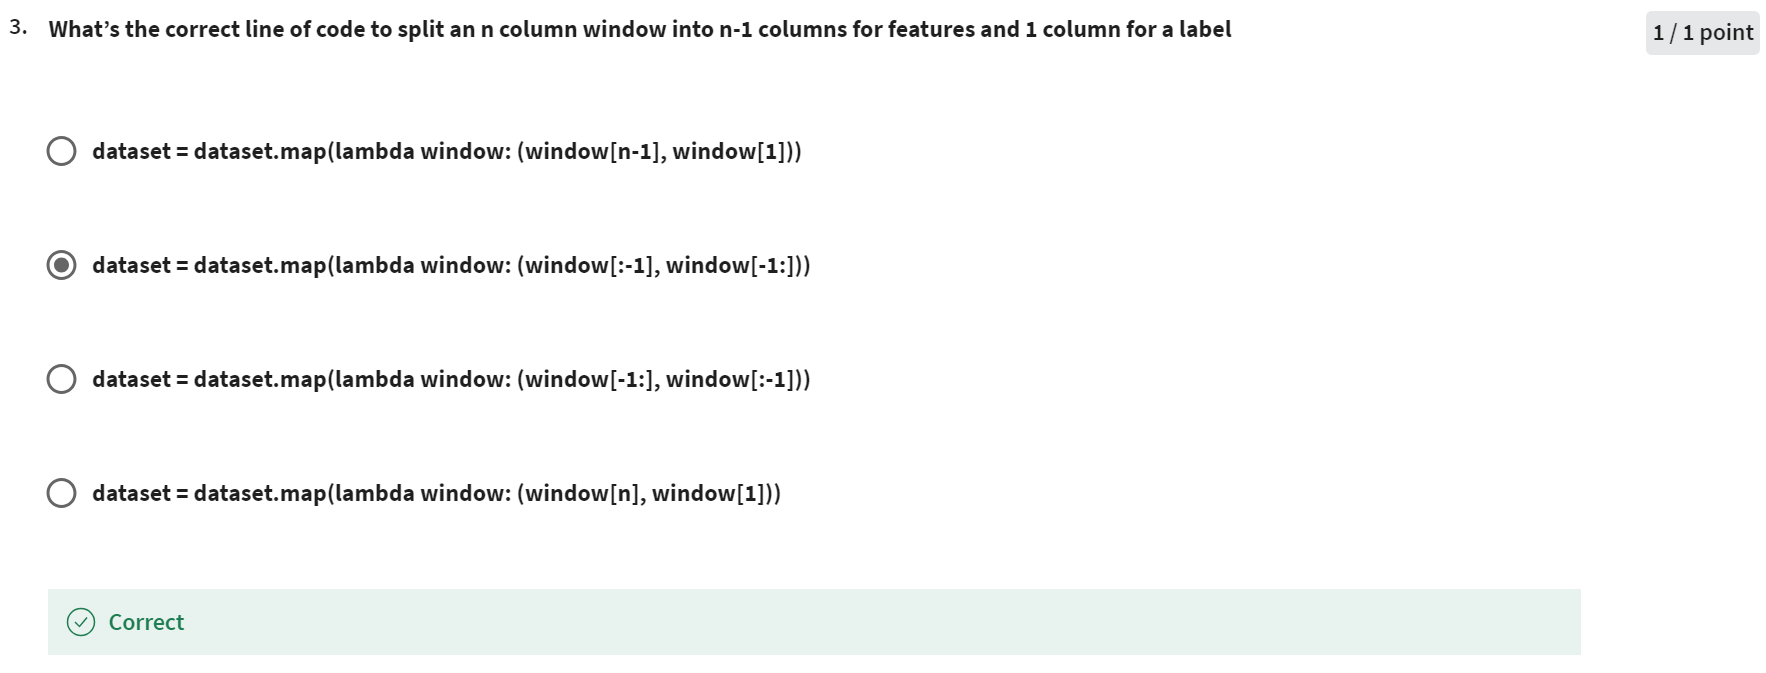 3. What’s the correct line of code to split an n column window into n-1 columns for features and 1 column for a label
1 / 1 point
dataset = dataset.map(lambda window: (window[n-1], window[1]))
dataset = dataset.map(lambda window: (window[:-1], window[-1:]))
dataset = dataset.map(lambda window: (window[-1:], window[:-1]))
dataset = dataset.map(lambda window: (window[n], window[1]))
Correct